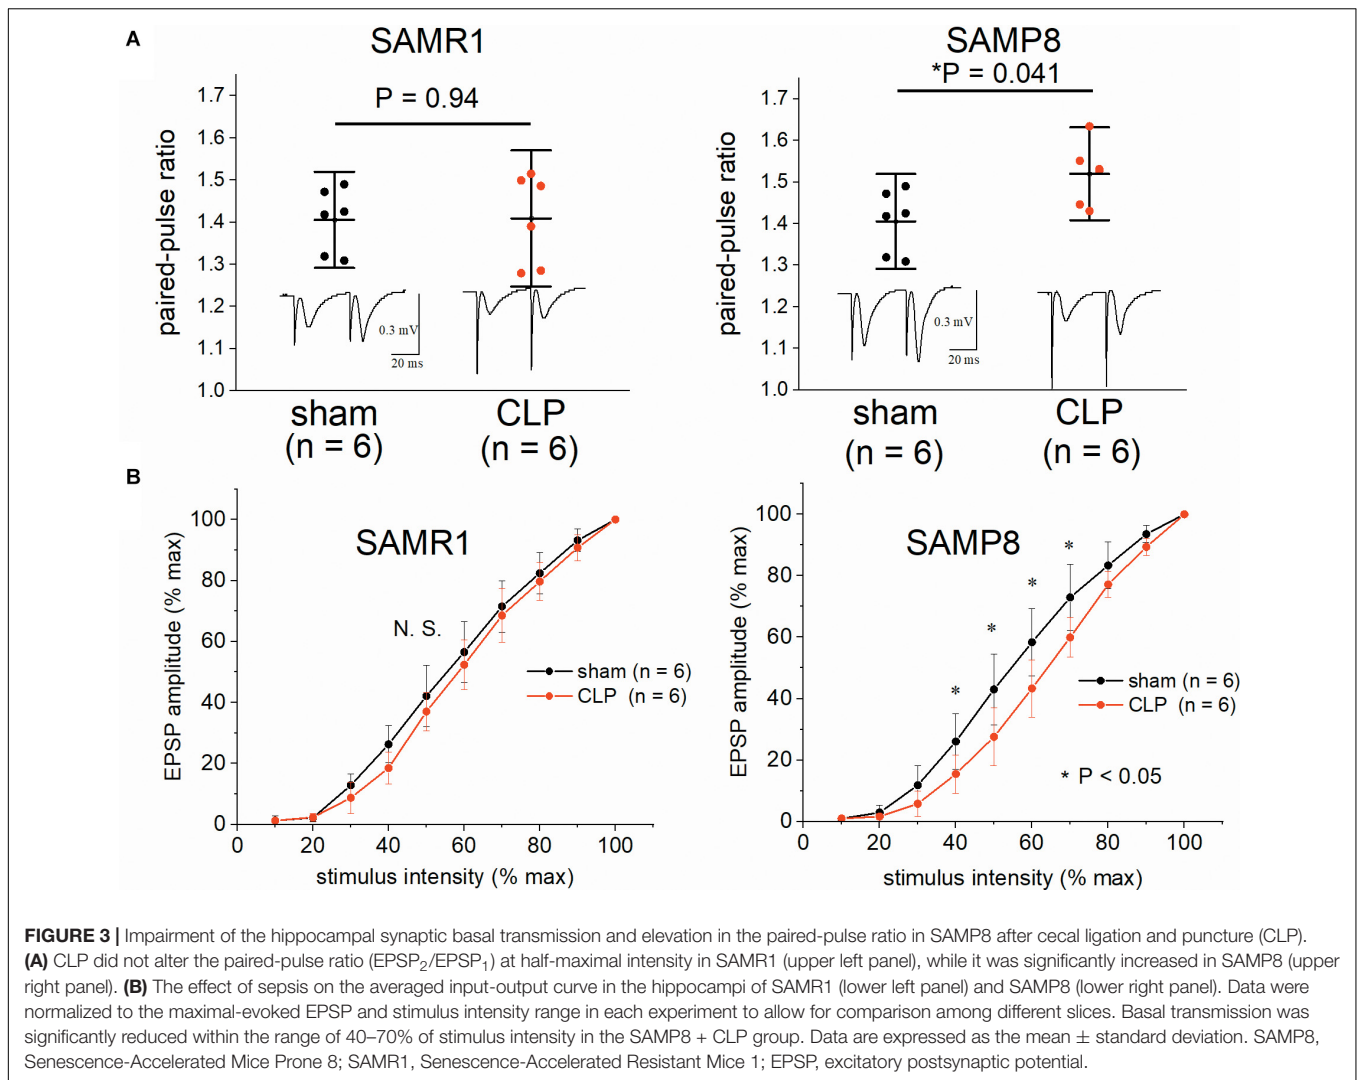 A
SAMR1
P = 0.94
paired-pulse ratio
1.7
1.6
1.5
1.4
1.3
1.2
1.1
1.0
0.3 mV
20 ms
sham
(n = 6)
CLP
(n = 6)
SAMP8
*P = 0.041
paired-pulse ratio
1.7
1.6
1.5
1.4
1.3
1.2
1.1
1.0
0.3 mV
20 ms
sham
(n = 6)
CLP
(n = 6)
B
SAMR1
EPSP amplitude (% max)
100
80
60
40
20
0
N. S.
sham (n = 6)
CLP (n = 6)
0 20 40 60 80 100
stimulus intensity (% max)
SAMP8
EPSP amplitude (% max)
100
80
60
40
20
0
* * * *
sham (n = 6)
CLP (n = 6)
* P < 0.05
0 20 40 60 80 100
stimulus intensity (% max)
FIGURE 3 | Impairment of the hippocampal synaptic basal transmission and elevation in the paired-pulse ratio in SAMP8 after cecal ligation and puncture (CLP).
(A) CLP did not alter the paired-pulse ratio (EPSP₂/EPSP₁) at half-maximal intensity in SAMR1 (upper left panel), while it was significantly increased in SAMP8 (upper
right panel). (B) The effect of sepsis on the averaged input-output curve in the hippocampi of SAMR1 (lower left panel) and SAMP8 (lower right panel). Data were
normalized to the maximal-evoked EPSP and stimulus intensity range in each experiment to allow for comparison among different slices. Basal transmission was
significantly reduced within the range of 40–70% of stimulus intensity in the SAMP8 + CLP group. Data are expressed as the mean ± standard deviation. SAMP8,
Senescence-Accelerated Mice Prone 8; SAMR1, Senescence-Accelerated Resistant Mice 1; EPSP, excitatory postsynaptic potential.